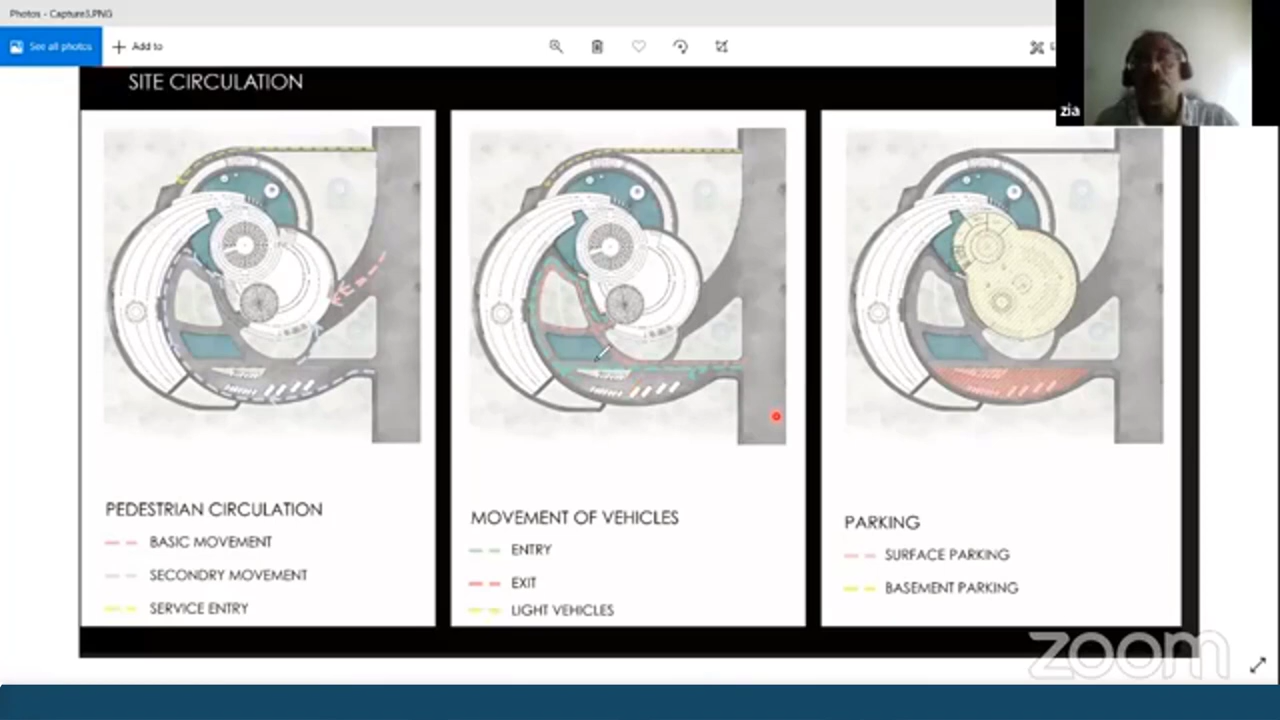 Photos - Capture3.PNG
See all photos
Add to
zia
SITE CIRCULATION
PEDESTRIAN CIRCULATION
BASIC MOVEMENT
SECONDRY MOVEMENT
SERVICE ENTRY
MOVEMENT OF VEHICLES
ENTRY
EXIT
LIGHT VEHICLES
PARKING
SURFACE PARKING
BASEMENT PARKING
zoom